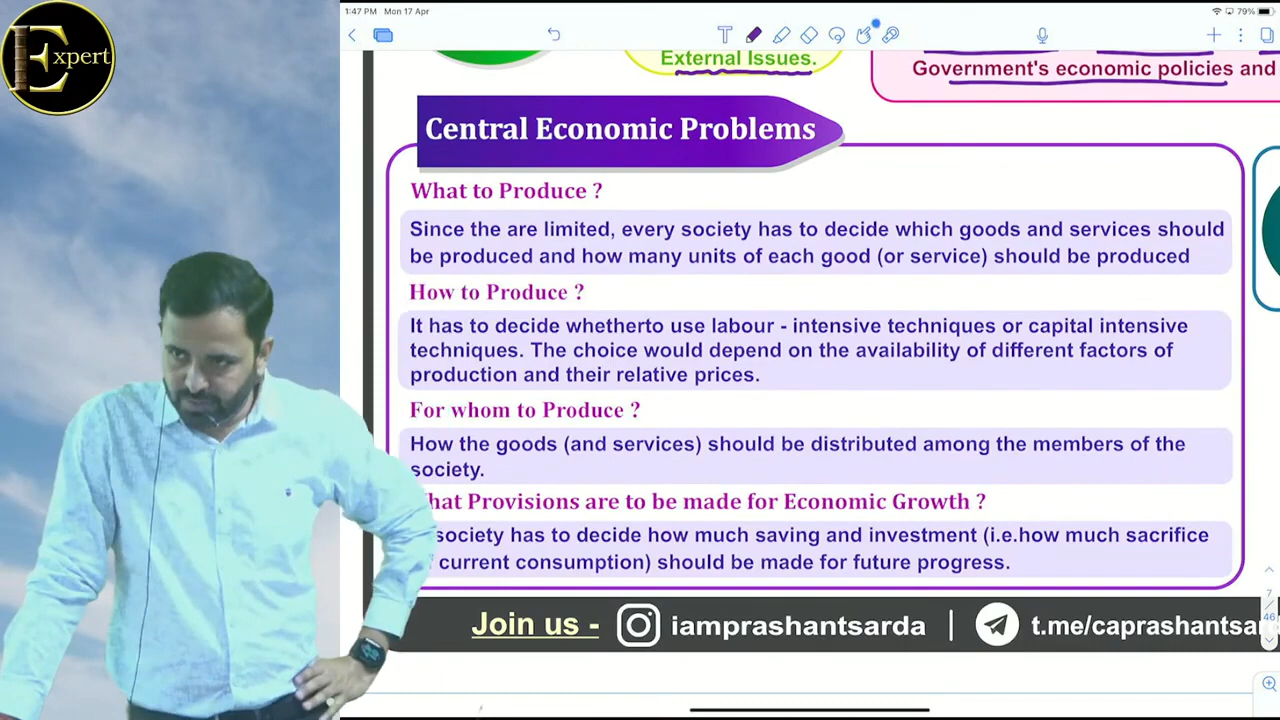 1:47 PM Mon 17 Apr
79%
Expert
External Issues.
Government's economic policies and
Central Economic Problems
What to Produce ?
Since the are limited, every society has to decide which goods and services should
be produced and how many units of each good (or service) should be produced
How to Produce ?
It has to decide whetherto use labour - intensive techniques or capital intensive
techniques. The choice would depend on the availability of different factors of
production and their relative prices.
For whom to Produce ?
How the goods (and services) should be distributed among the members of the
society.
hat Provisions are to be made for Economic Growth ?
society has to decide how much saving and investment (i.e.how much sacrifice
current consumption) should be made for future progress.
Join us - iamprashantsarda | t.me/caprashantsar
7
46